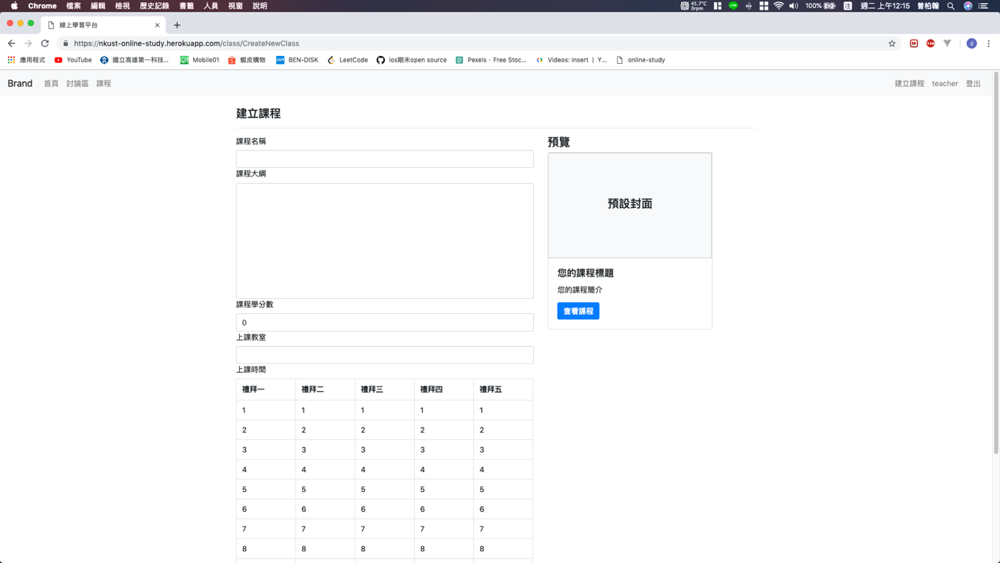 Chrome 檔案 編輯 檢視 歷史記錄 書籤 人員 視窗 說明 45.7°C 0rpm LINE 100% 注 週二 上午12:15 曾柏翰
線上學習平台
https://nkust-online-study.herokuapp.com/class/CreateNewClass d
應用程式 YouTube 國立高雄第一科技... Mobile01 蝦皮購物 BEN-DISK LeetCode ios期末open source Pexels · Free Stoc... Videos: insert | Y... online-study
Brand 首頁 討論區 課程 建立課程 teacher 登出
建立課程
課程名稱
課程大綱
課程學分數
0
上課教室
上課時間
禮拜一 禮拜二 禮拜三 禮拜四 禮拜五
1 1 1 1 1
2 2 2 2 2
3 3 3 3 3
4 4 4 4 4
5 5 5 5 5
6 6 6 6 6
7 7 7 7 7
8 8 8 8 8
預覽
預設封面
您的課程標題
您的課程簡介
查看課程